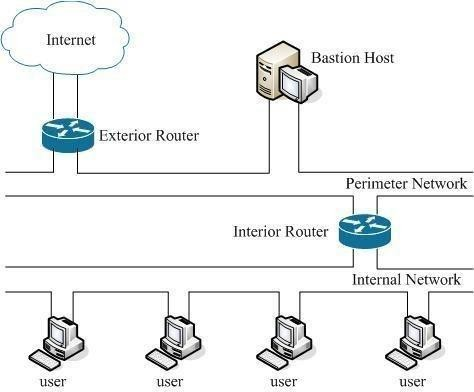 Internet
Bastion Host
Exterior Router
Perimeter Network
Interior Router
Internal Network
user
user
user
user